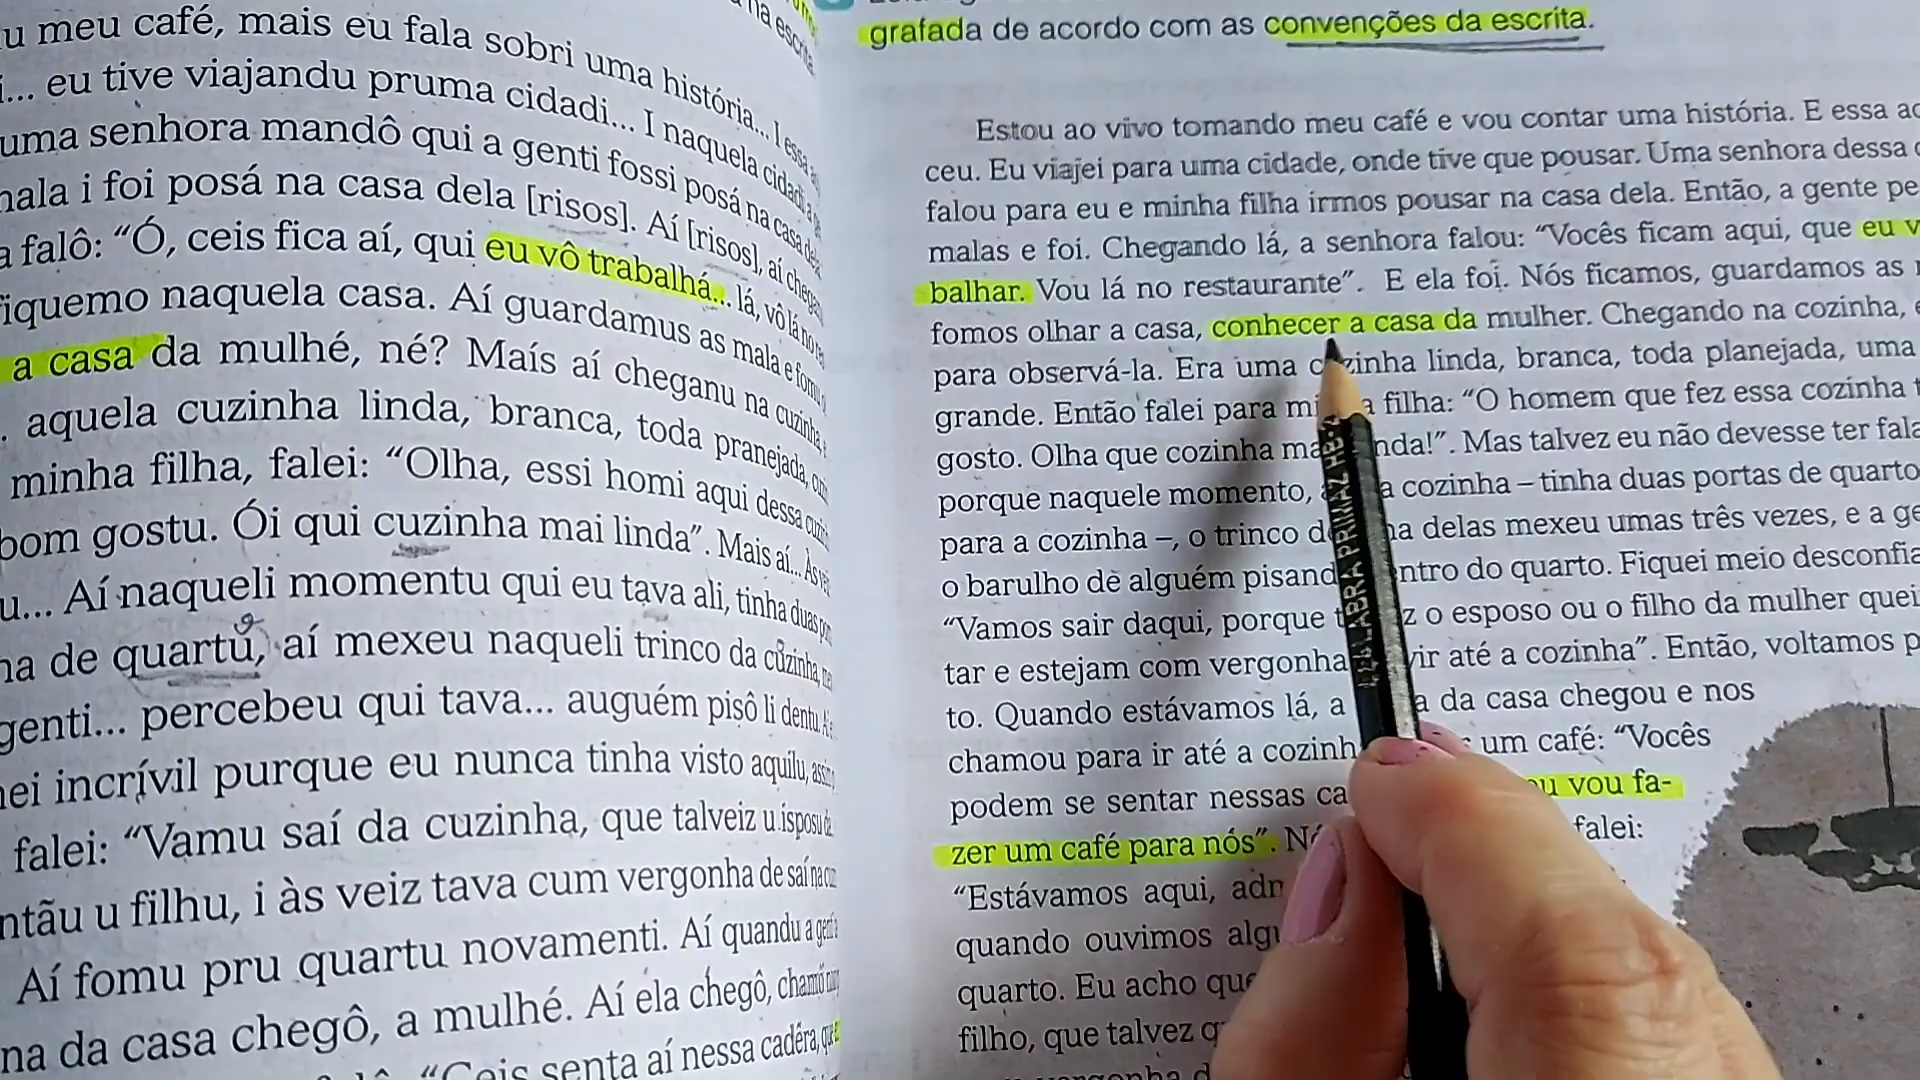 u meu café, mais eu fala sobri uma história... I essa
... eu tive viajandu pruma cidadi... I naquela cidadi a
uma senhora mandô qui a genti fossi posá na casa dela
mala i foi posá na casa dela [risos]. Aí [risos], aí
a falô: “Ó, ceis fica aí, qui eu vô trabalhá... lá, vô lá no
fiquemo naquela casa. Aí guardamus as mala e
a casa da mulhé, né? Maís aí cheganu na cuzinha,
. aquela cuzinha linda, branca, toda pranejada,
minha filha, falei: “Olha, essi homi aqui dessa
bom gostu. Ói qui cuzinha mai linda”. Mais aí... Às
u... Aí naqueli momentu qui eu tava ali, tinha duas
de quartu, aí mexeu naqueli trinco da cuzinha,
genti... percebeu qui tava... auguém pisô li dentu.
incrívil purque eu nunca tinha visto aquilu,
falei: “Vamu saí da cuzinha, que talveiz u isposu
ntãu u filhu, i às veiz tava cum vergonha de saí na
Aí fomu pru quartu novamenti. Aí quandu a
na da casa chegô, a mulhé. Aí ela chegô, chamô
“Ceis senta aí nessa cadêra,
na escrita
grafada de acordo com as convenções da escrita.
Estou ao vivo tomando meu café e vou contar uma história. E essa
ceu. Eu viajei para uma cidade, onde tive que pousar. Uma senhora dessa
falou para eu e minha filha irmos pousar na casa dela. Então, a gente pe
malas e foi. Chegando lá, a senhora falou: “Vocês ficam aqui, que eu v
balhar. Vou lá no restaurante”. E ela foi. Nós ficamos, guardamos as
fomos olhar a casa, conhecer a casa da mulher. Chegando na cozinha,
para observá-la. Era uma cozinha linda, branca, toda planejada, uma
grande. Então falei para mi a filha: “O homem que fez essa cozinha
gosto. Olha que cozinha ma nda!”. Mas talvez eu não devesse ter fala
porque naquele momento, a cozinha – tinha duas portas de quarto
para a cozinha –, o trinco d delas mexeu umas três vezes, e a ge
o barulho de alguém pisand ntro do quarto. Fiquei meio desconfia
“Vamos sair daqui, porque t z o esposo ou o filho da mulher quei
tar e estejam com vergonha vir até a cozinha”. Então, voltamos p
to. Quando estávamos lá, a a da casa chegou e nos
chamou para ir até a cozinh um café: “Vocês
podem se sentar nessas ca u vou fa-
zer um café para nós”. N falei:
“Estávamos aqui, adm
quando ouvimos algu
quarto. Eu acho que
filho, que talvez q
ABRA PRIMAZ HB